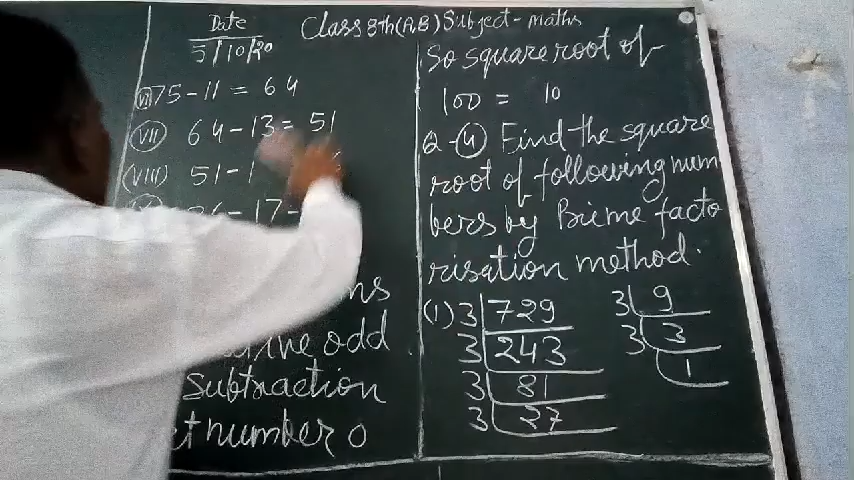 Date
5/10/20
Class 8th (A,B) Subject - maths
(VI) 75 - 11 = 64
(VII) 64 - 13 = 51
(VIII) 51 - 1
36 - 17 -
ns
the odd
subtraction
et number 0
So square root of
100 = 10
Q-(4) Find the square
root of following num
bers by Prime facto
risation method.
(1) 3 729
3 243
3 81
3 27
3 9
3 3
1